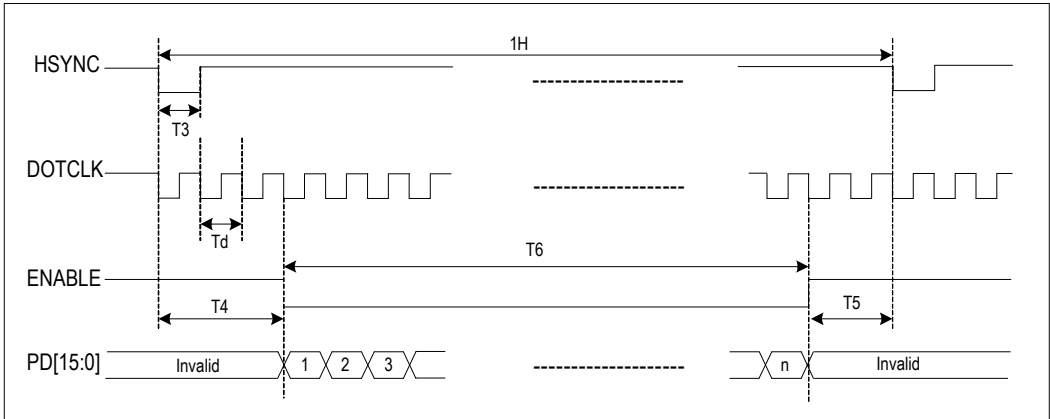 1H
HSYNC
T3
DOTCLK
Td
T6
ENABLE
T4
T5
PD[15:0]
Invalid
1
2
3
n
Invalid